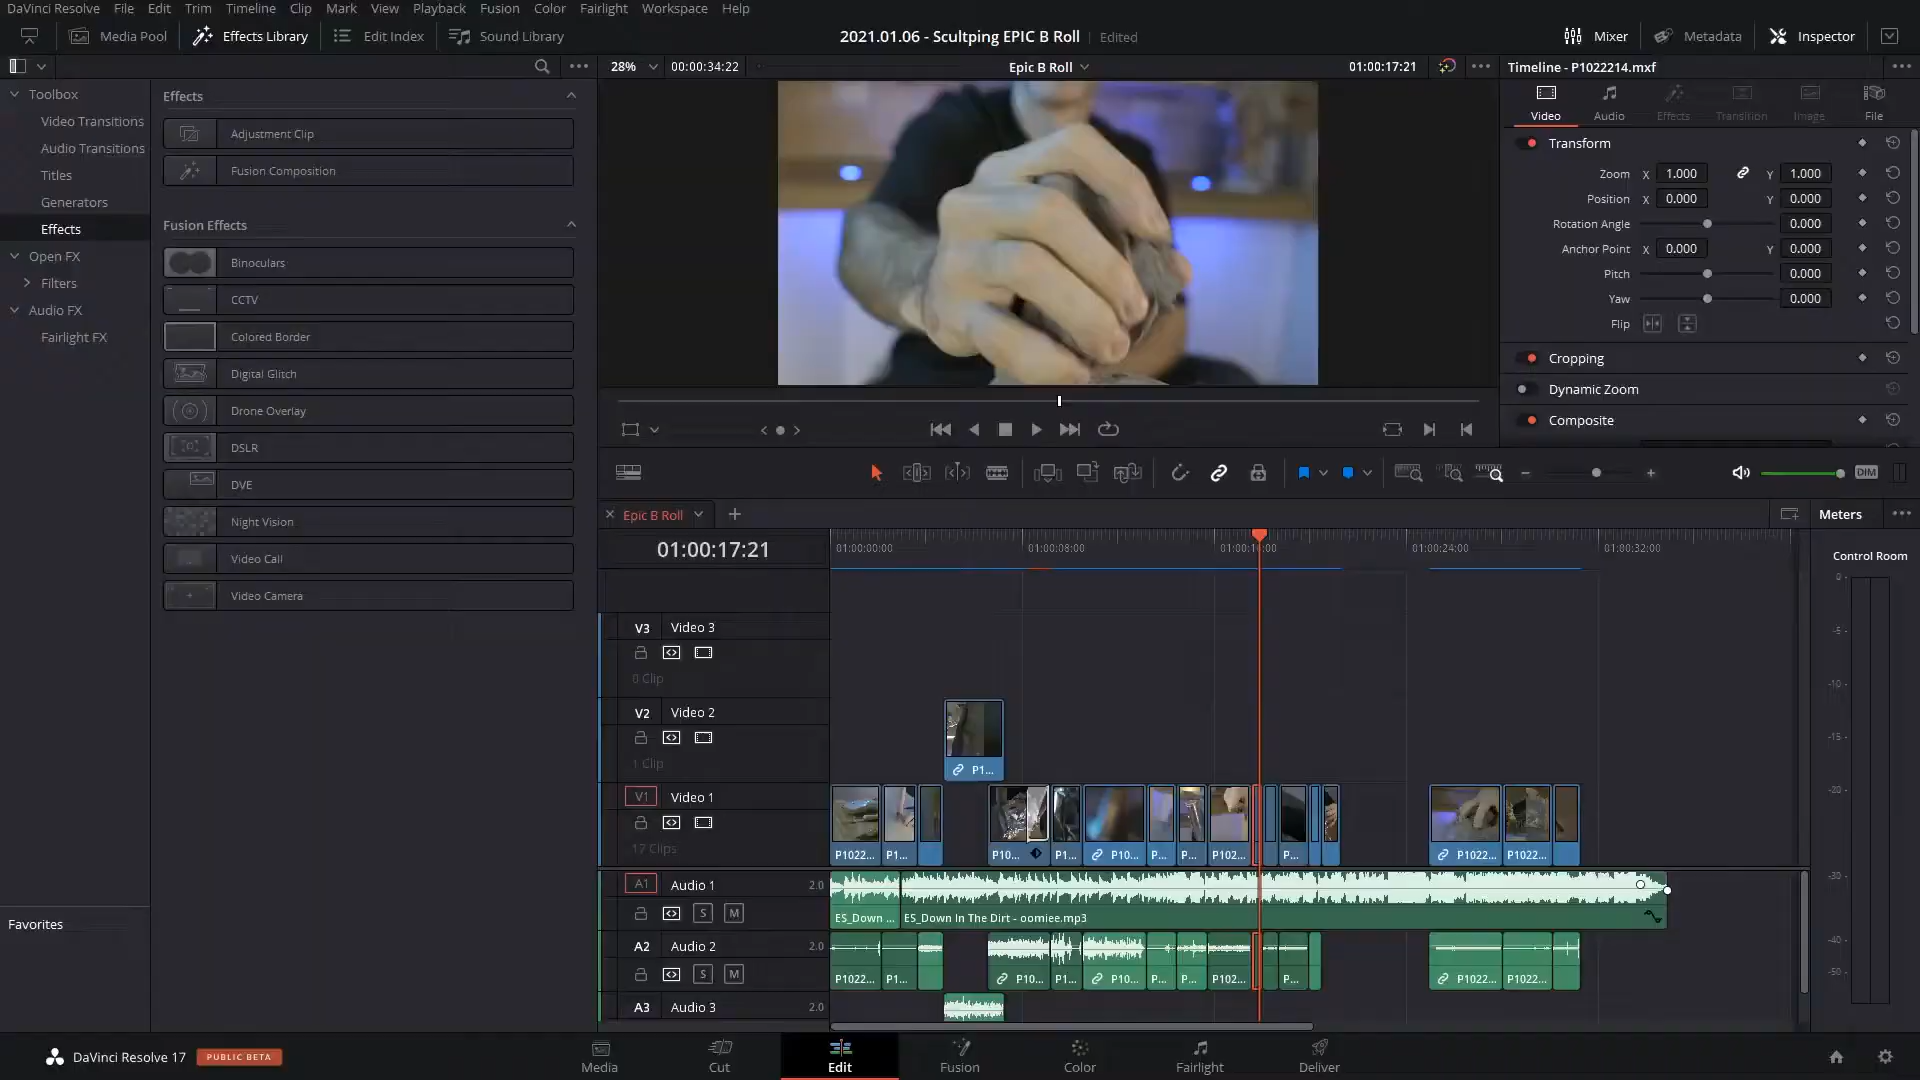 DaVinci Resolve File Edit Trim Timeline Clip Mark View Playback Fusion Color Fairlight Workspace Help
Media Pool Effects Library Edit Index Sound Library 2021.01.06 - Scultping EPIC B Roll Edited Mixer Metadata Inspector
28% 00:00:34:22 Epic B Roll 01:00:17:21 Timeline - P1022214.mxf
Toolbox
Video Transitions
Audio Transitions
Titles
Generators
Effects
Open FX
Filters
Audio FX
Fairlight FX
Favorites
Effects
Adjustment Clip
Fusion Composition
Fusion Effects
Binoculars
CCTV
Colored Border
Digital Glitch
Drone Overlay
DSLR
DVE
Night Vision
Video Call
Video Camera
Video Audio Effects Transition Image File
Transform
Zoom X 1.000 Y 1.000
Position X 0.000 Y 0.000
Rotation Angle 0.000
Anchor Point X 0.000 Y 0.000
Pitch 0.000
Yaw 0.000
Flip
Cropping
Dynamic Zoom
Composite
DIM
Epic B Roll
Meters
01:00:17:21 01:00:00:00 01:00:08:00 01:00:16:00 01:00:24:00 01:00:32:00
Control Room
V3 Video 3
0 Clip
V2 Video 2
1 Clip
P1...
V1 Video 1
17 Clips
P1022... P1... P10... P1... P10... P... P... P102... P... P1022... P1022...
A1 Audio 1 2.0
S M
ES_Down ... ES_Down In The Dirt - oomiee.mp3
A2 Audio 2 2.0
S M
P1022... P1... P10... P1... P10... P... P... P102... P... P1022... P1022...
A3 Audio 3 2.0
0
-5
-10
-15
-20
-30
-40
-50
DaVinci Resolve 17 PUBLIC BETA
Media Cut Edit Fusion Color Fairlight Deliver